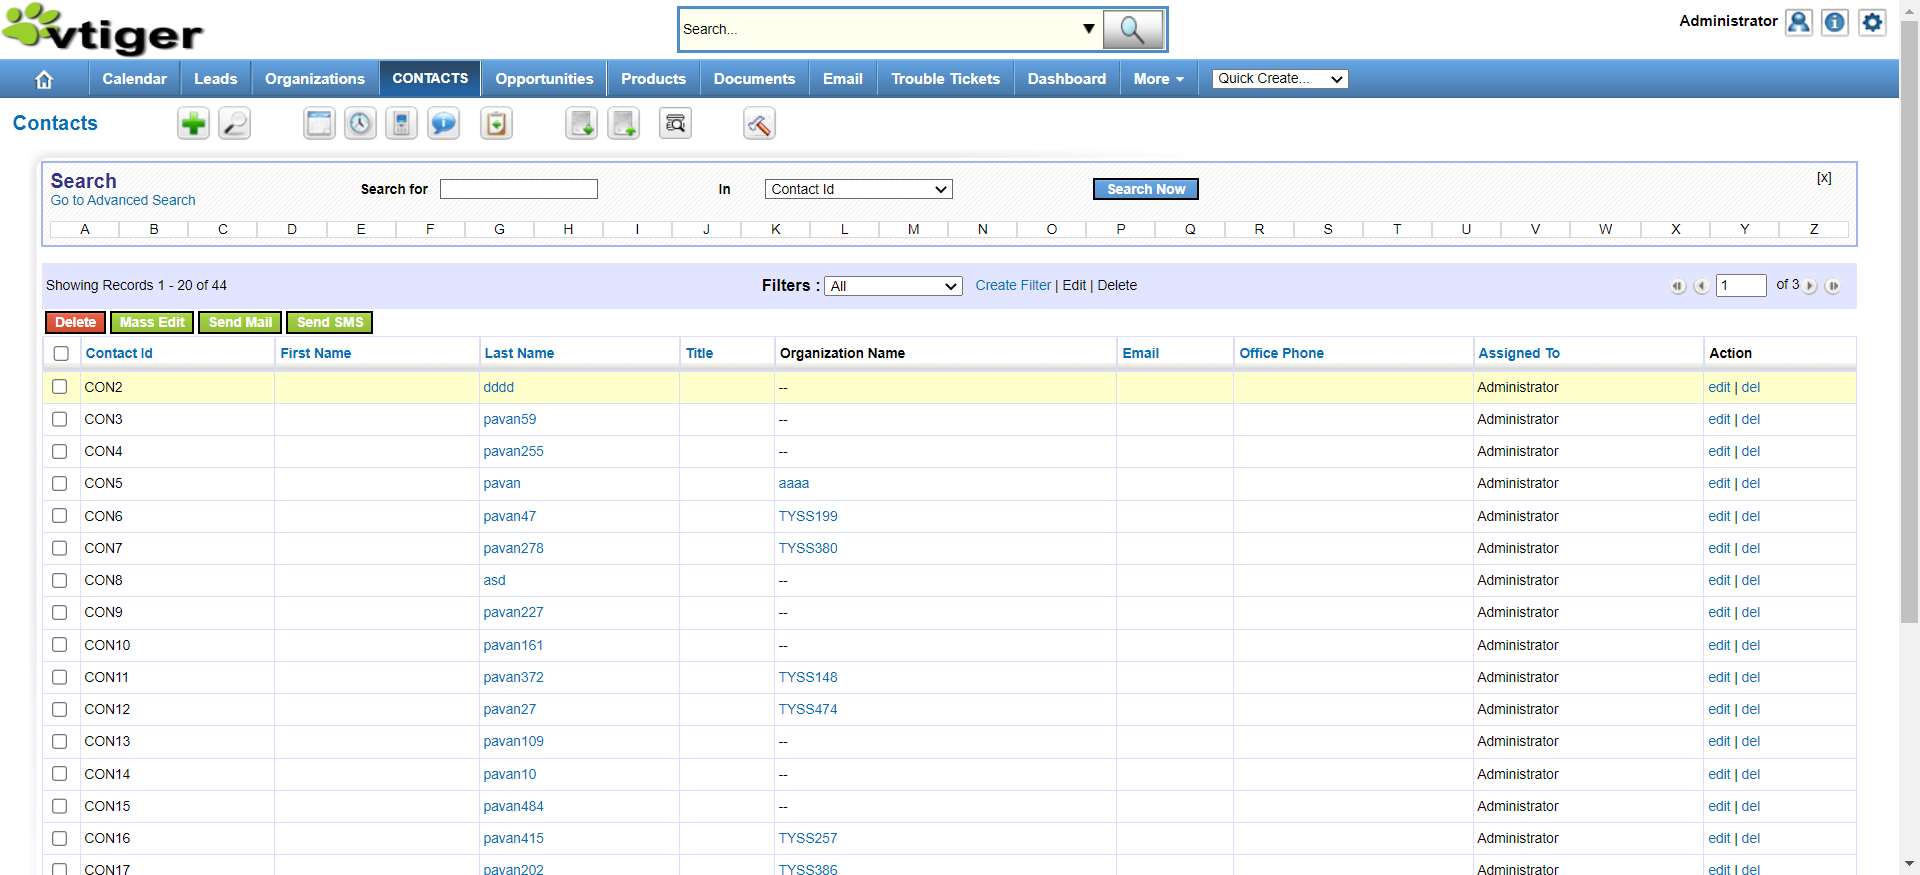 vtiger
Search...
Administrator
Calendar Leads Organizations CONTACTS Opportunities Products Documents Email Trouble Tickets Dashboard More Quick Create...
Contacts
Search
Go to Advanced Search
Search for In Contact Id Search Now [x]
A B C D E F G H I J K L M N O P Q R S T U V W X Y Z
Showing Records 1 - 20 of 44 Filters : All Create Filter | Edit | Delete 1 of 3
Delete Mass Edit Send Mail Send SMS
Contact Id First Name Last Name Title Organization Name Email Office Phone Assigned To Action
CON2 dddd -- Administrator edit | del
CON3 pavan59 -- Administrator edit | del
CON4 pavan255 -- Administrator edit | del
CON5 pavan aaaa Administrator edit | del
CON6 pavan47 TYSS199 Administrator edit | del
CON7 pavan278 TYSS380 Administrator edit | del
CON8 asd -- Administrator edit | del
CON9 pavan227 -- Administrator edit | del
CON10 pavan161 -- Administrator edit | del
CON11 pavan372 TYSS148 Administrator edit | del
CON12 pavan27 TYSS474 Administrator edit | del
CON13 pavan109 -- Administrator edit | del
CON14 pavan10 -- Administrator edit | del
CON15 pavan484 -- Administrator edit | del
CON16 pavan415 TYSS257 Administrator edit | del
CON17 pavan202 TYSS386 Administrator edit | del